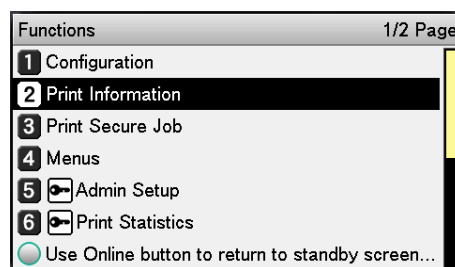 Functions 1/2 Page
1 Configuration
2 Print Information
3 Print Secure Job
4 Menus
5 Admin Setup
6 Print Statistics
Use Online button to return to standby screen...